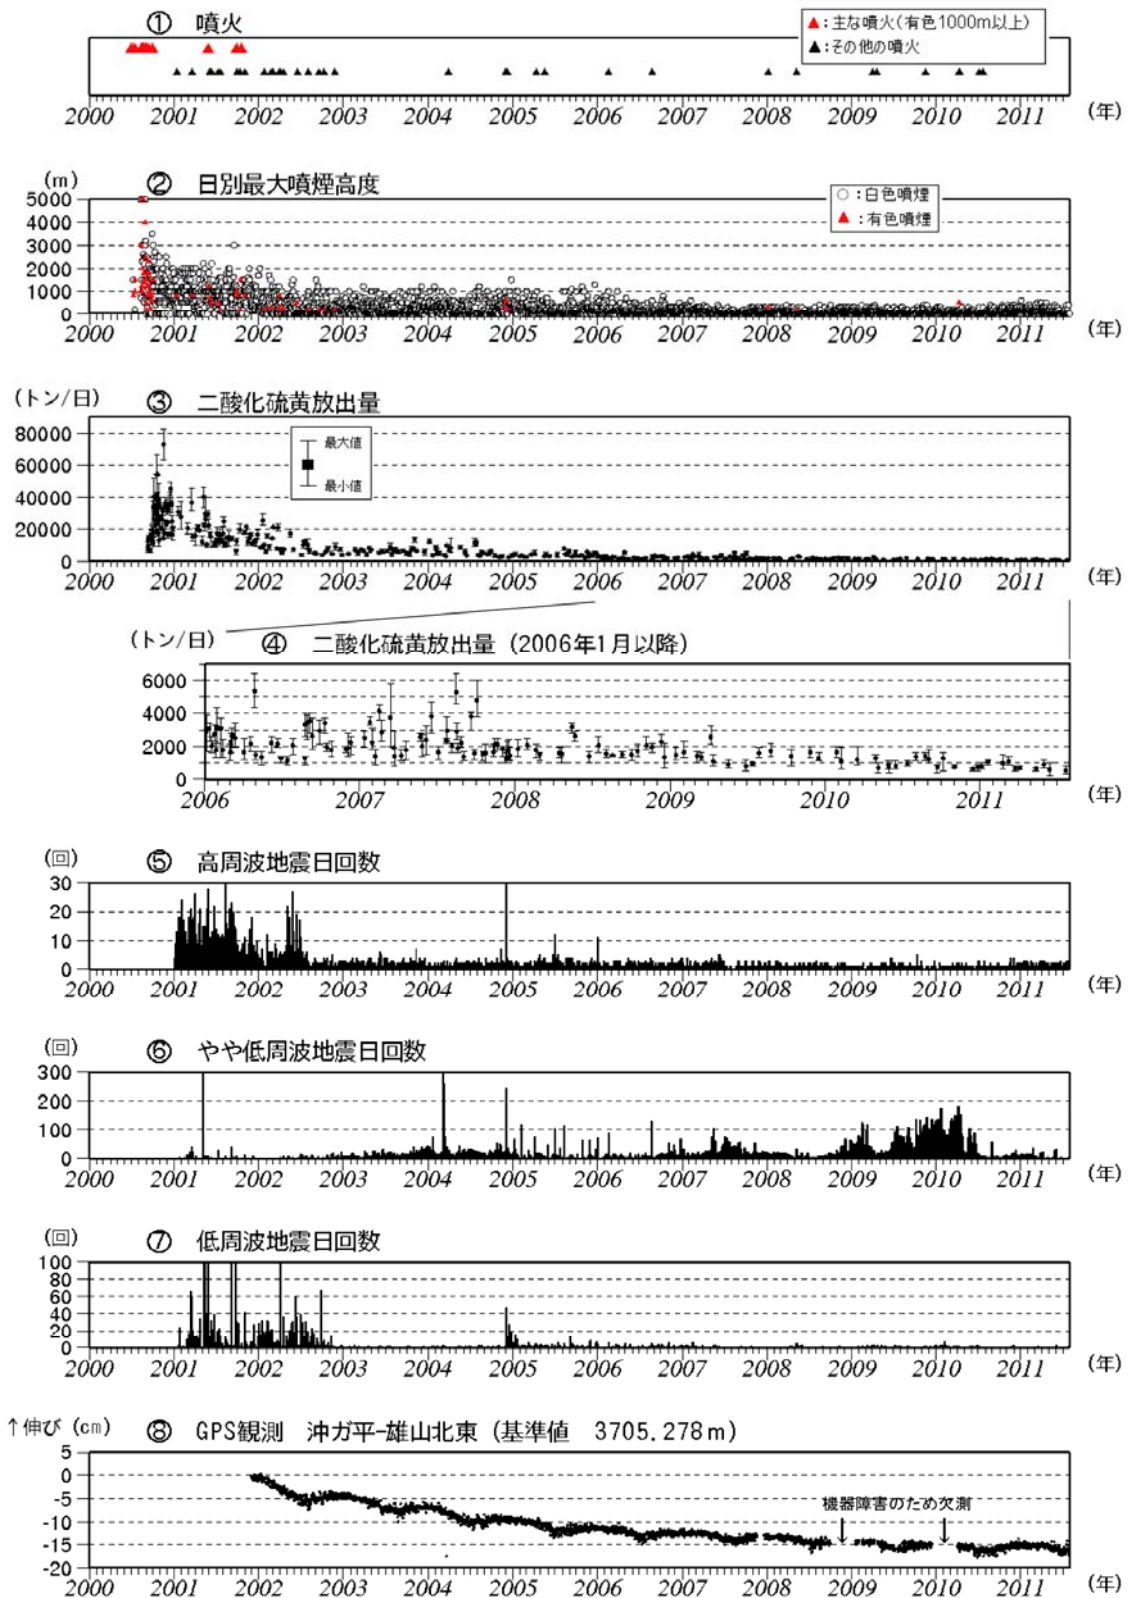 ① 噴火
▲：主な噴火(有色1000m以上)
▲：その他の噴火
2000 2001 2002 2003 2004 2005 2006 2007 2008 2009 2010 2011 (年)
(m) ② 日別最大噴煙高度
○：白色噴煙
▲：有色噴煙
5000
4000
3000
2000
1000
0
2000 2001 2002 2003 2004 2005 2006 2007 2008 2009 2010 2011 (年)
(トン/日) ③ 二酸化硫黄放出量
最大値
最小値
80000
60000
40000
20000
0
2000 2001 2002 2003 2004 2005 2006 2007 2008 2009 2010 2011 (年)
(トン/日) ④ 二酸化硫黄放出量 (2006年1月以降)
6000
4000
2000
0
2006 2007 2008 2009 2010 2011 (年)
(回) ⑤ 高周波地震日回数
30
20
10
0
2000 2001 2002 2003 2004 2005 2006 2007 2008 2009 2010 2011 (年)
(回) ⑥ やや低周波地震日回数
300
200
100
0
2000 2001 2002 2003 2004 2005 2006 2007 2008 2009 2010 2011 (年)
(回) ⑦ 低周波地震日回数
100
80
60
40
20
0
2000 2001 2002 2003 2004 2005 2006 2007 2008 2009 2010 2011 (年)
↑伸び (cm) ⑧ GPS観測 沖ガ平-雄山北東 (基準値 3705.278m)
5
0
-5
-10
-15
-20
機器障害のため欠測
2000 2001 2002 2003 2004 2005 2006 2007 2008 2009 2010 2011 (年)